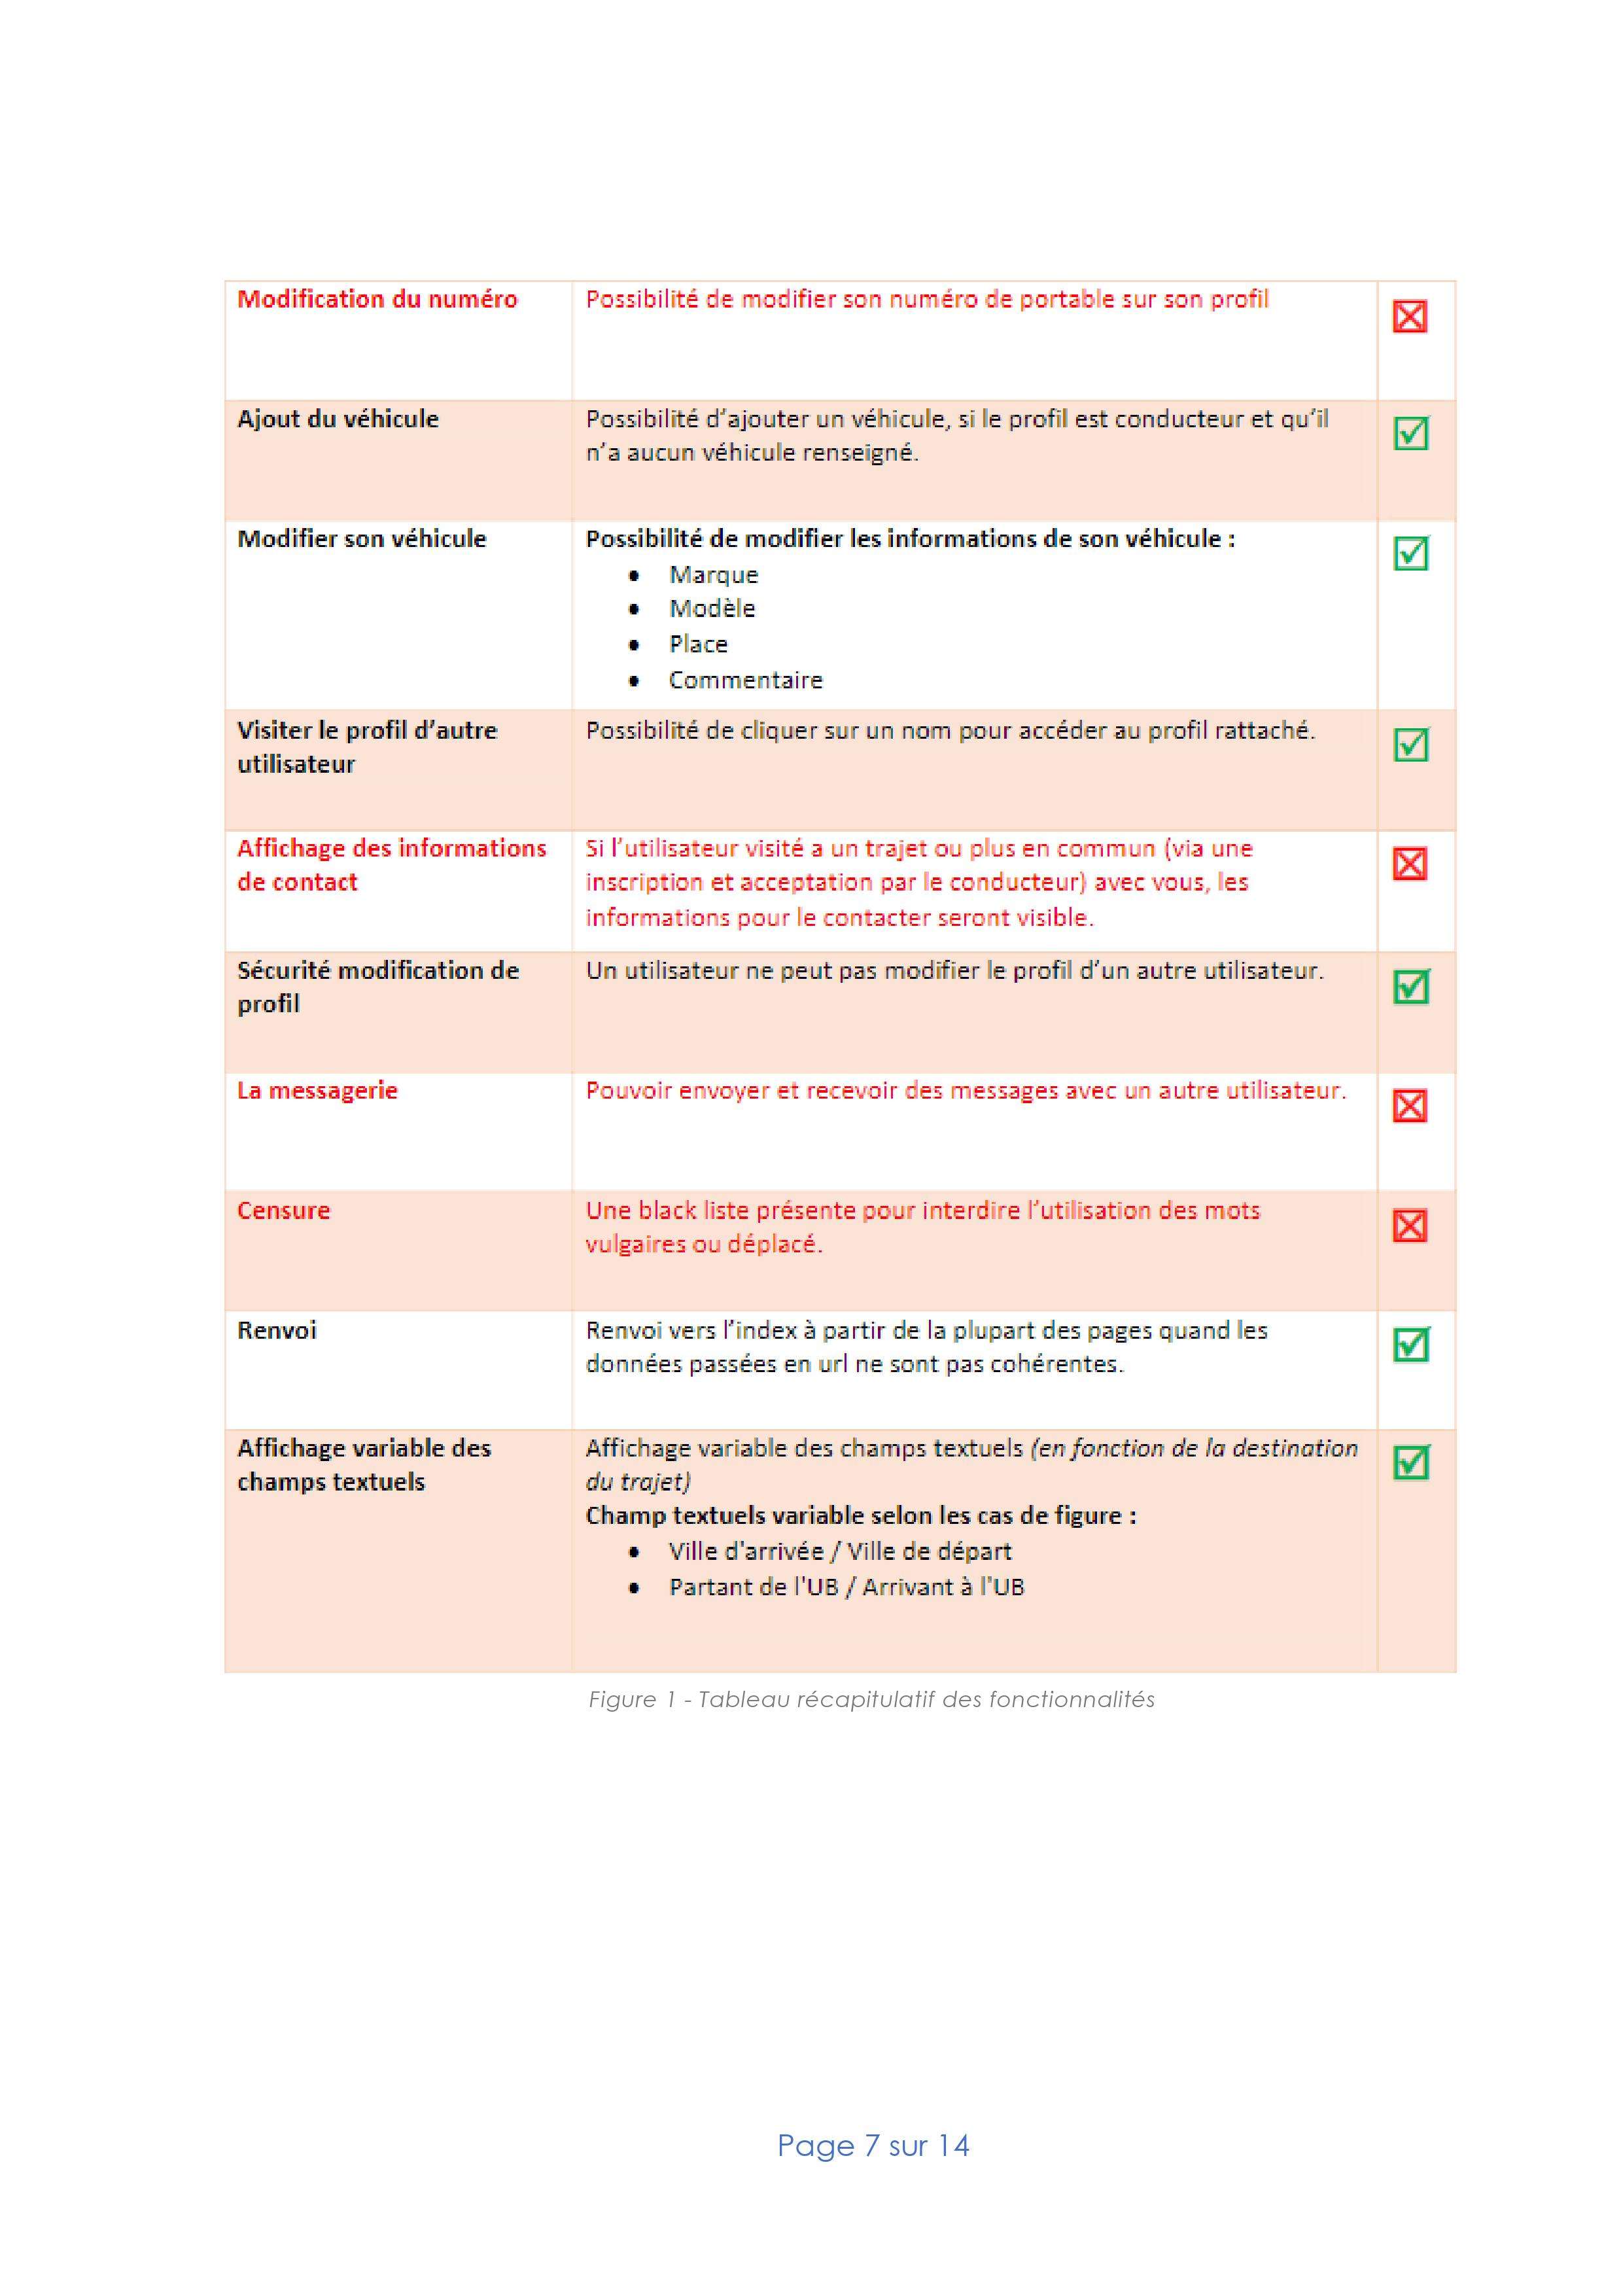 Modification du numéro
Possibilité de modifier son numéro de portable sur son profil
☒
Ajout du véhicule
Possibilité d'ajouter un véhicule, si le profil est conducteur et qu'il
n'a aucun véhicule renseigné.
☑
Modifier son véhicule
Possibilité de modifier les informations de son véhicule :
• Marque
• Modèle
• Place
• Commentaire
☑
Visiter le profil d'autre
utilisateur
Possibilité de cliquer sur un nom pour accéder au profil rattaché.
☑
Affichage des informations
de contact
Si l'utilisateur visité a un trajet ou plus en commun (via une
inscription et acceptation par le conducteur) avec vous, les
informations pour le contacter seront visible.
☒
Sécurité modification de
profil
Un utilisateur ne peut pas modifier le profil d'un autre utilisateur.
☑
La messagerie
Pouvoir envoyer et recevoir des messages avec un autre utilisateur.
☒
Censure
Une black liste présente pour interdire l'utilisation des mots
vulgaires ou déplacé.
☒
Renvoi
Renvoi vers l'index à partir de la plupart des pages quand les
données passées en url ne sont pas cohérentes.
☑
Affichage variable des
champs textuels
Affichage variable des champs textuels (en fonction de la destination
du trajet)
Champ textuels variable selon les cas de figure :
• Ville d'arrivée / Ville de départ
• Partant de l'UB / Arrivant à l'UB
☑
Figure 1 - Tableau récapitulatif des fonctionnalités
Page 7 sur 14